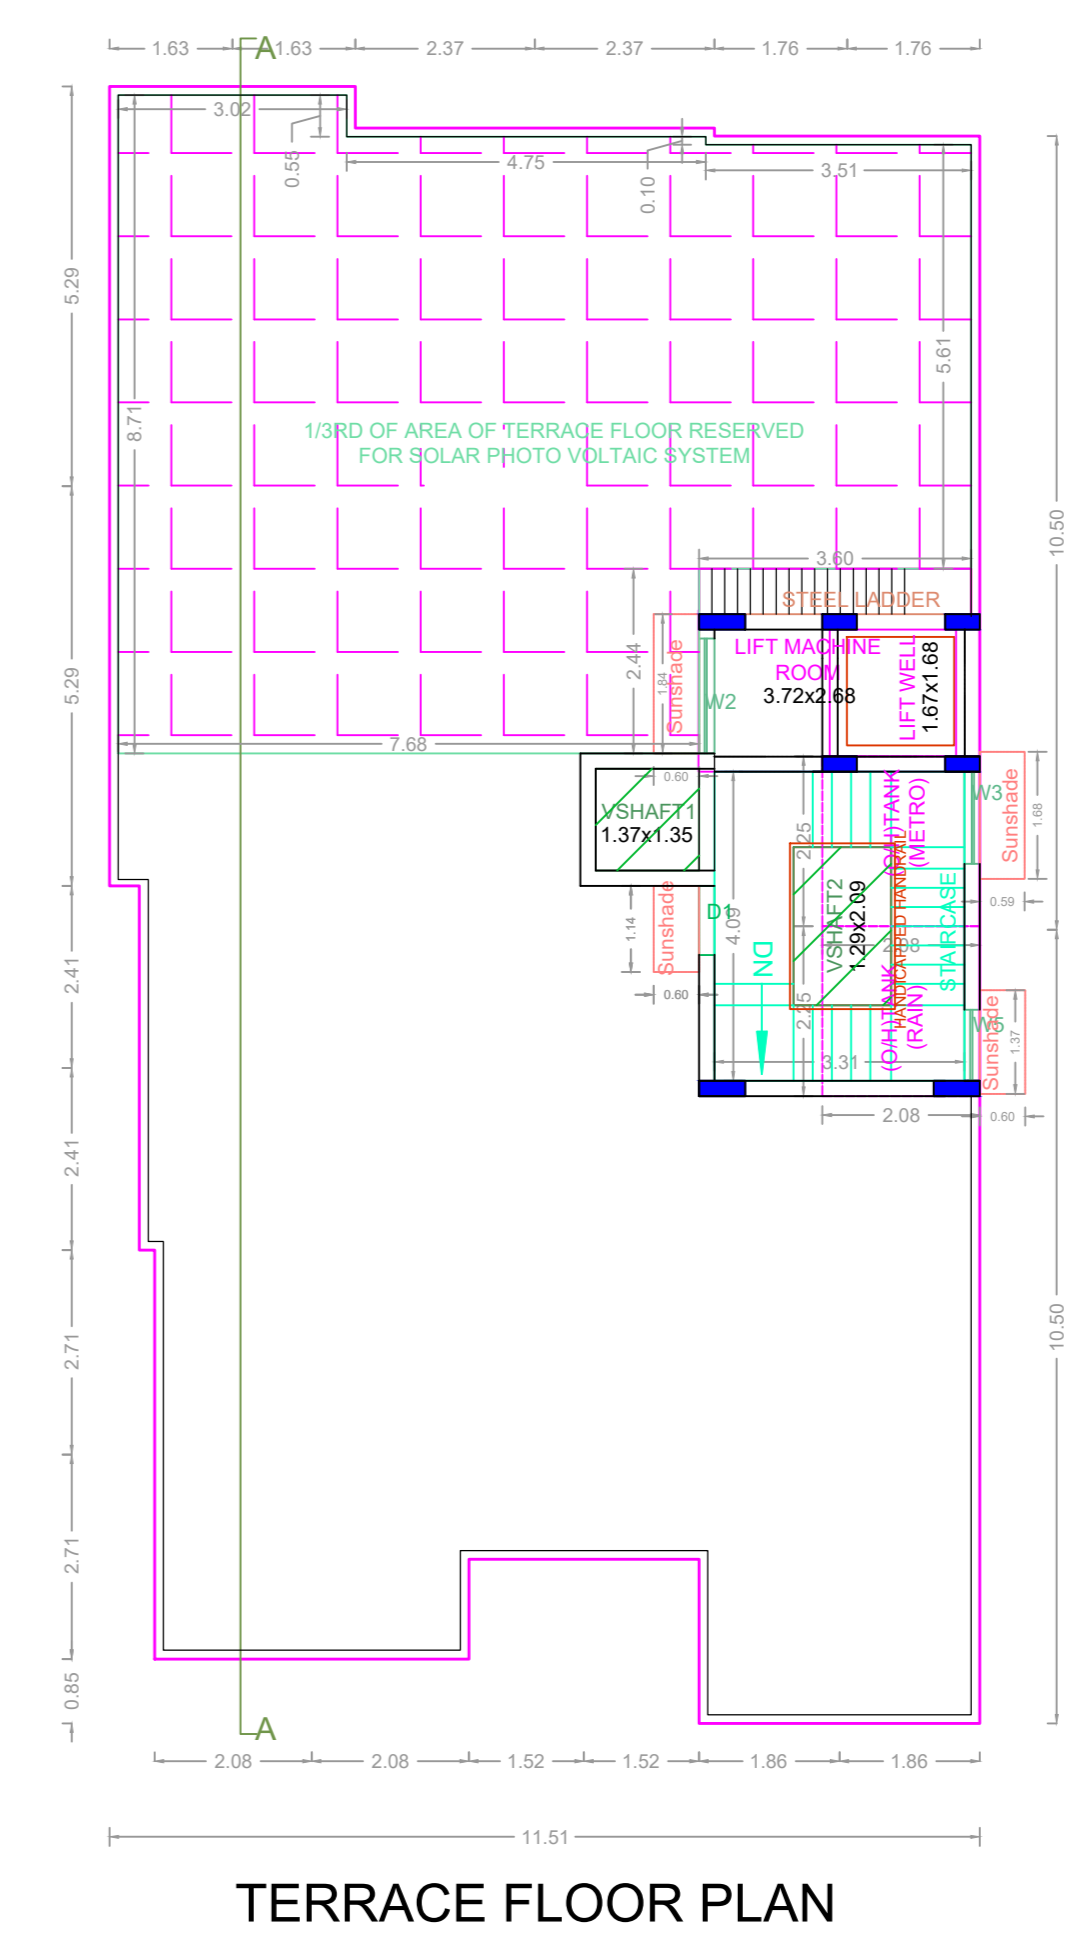 A
1.63
1.63
2.37
2.37
1.76
1.76
3.02
0.55
4.75
0.10
3.51
5.29
8.71
5.61
10.50
1/3RD OF AREA OF TERRACE FLOOR RESERVED
FOR SOLAR PHOTO VOLTAIC SYSTEM
3.60
STEEL LADDER
2.44
1.84
Sunshade
W2
LIFT MACHINE
ROOM
3.72x2.68
LIFT WELL
1.67x1.68
5.29
7.68
0.60
VSHAFT1
1.37x1.35
2.25
(O/H)TANK
(METRO)
W3
Sunshade
1.68
0.59
Sunshade
1.14
0.60
D1
4.09
DN
VSHAFT2
1.29x2.09
2.08
HANDICAPPED HANDRAIL
STAIRCASE
2.25
(O/H)TANK
(RAIN)
W5
Sunshade
1.37
3.31
2.08
0.60
2.41
2.41
2.71
2.71
0.85
10.50
A
2.08
2.08
1.52
1.52
1.86
1.86
11.51
TERRACE FLOOR PLAN